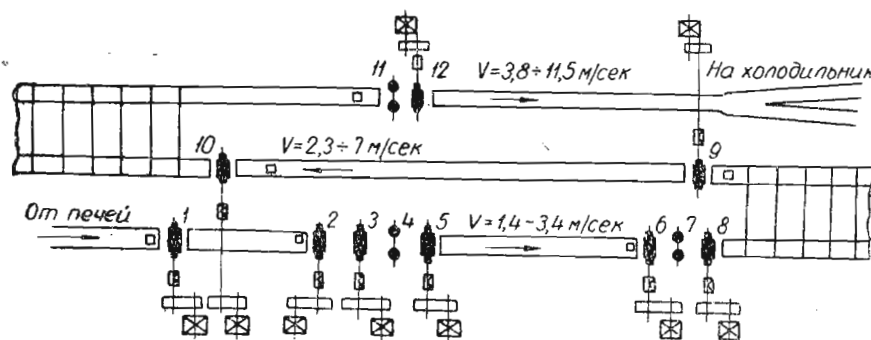 11 12 V=3,8÷11,5 м/сек На холодильник
10 V=2,3÷7 м/сек 9
От печей 1 2 3 4 5 V=1,4-3,4 м/сек 6 7 8